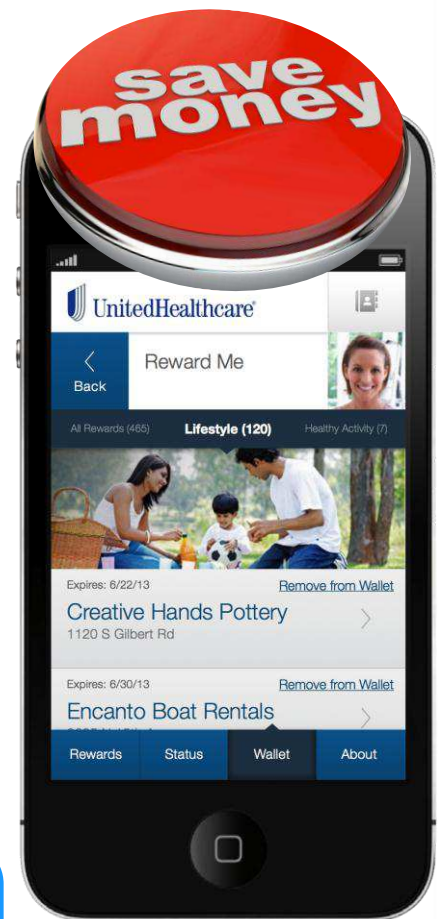 save
money
UnitedHealthcare®
Reward Me
Back
All Rewards (465) Lifestyle (120) Healthy Activity (7)
Expires: 6/22/13 Remove from Wallet
Creative Hands Pottery
1120 S Gilbert Rd
Expires: 6/30/13 Remove from Wallet
Encanto Boat Rentals
Rewards Status Wallet About